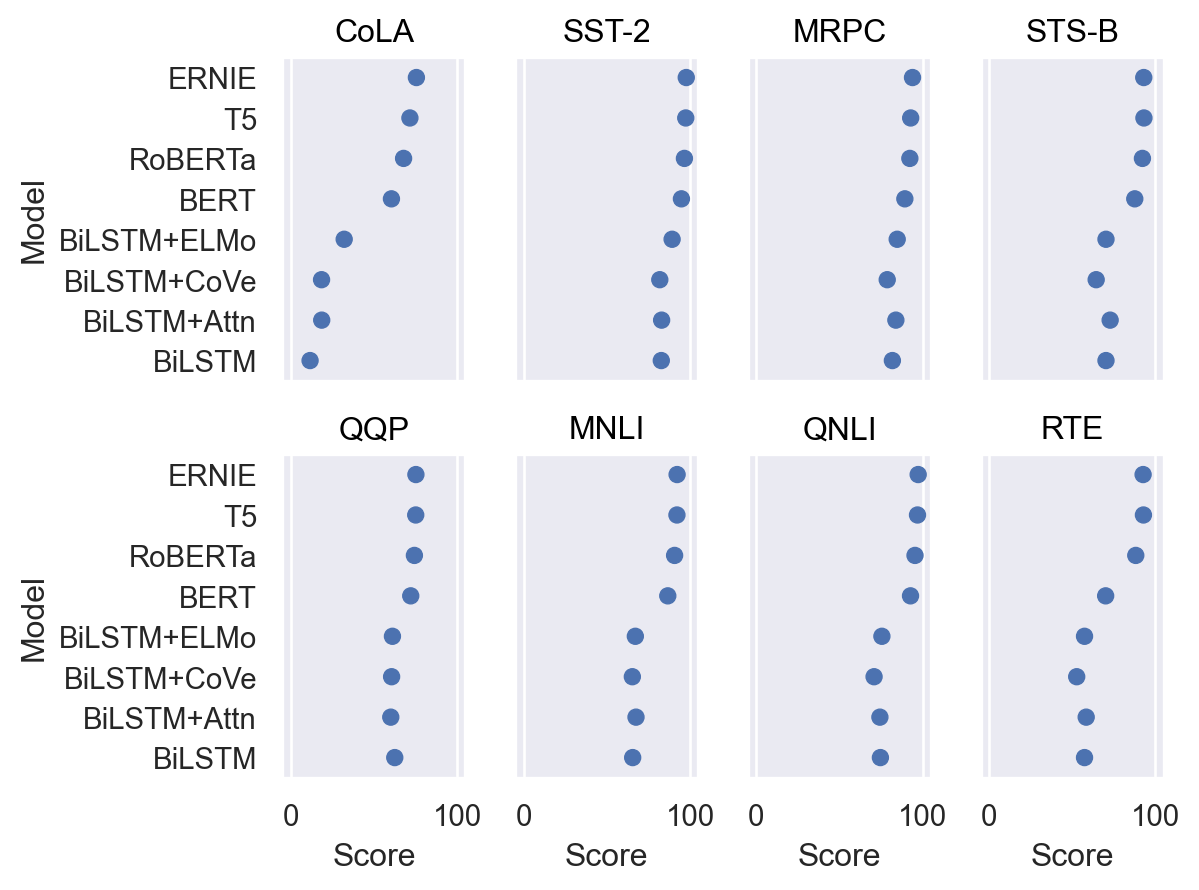 CoLA SST-2 MRPC STS-B
ERNIE
T5
RoBERTa
BERT
BiLSTM+ELMo
BiLSTM+CoVe
BiLSTM+Attn
BiLSTM
Model
QQP MNLI QNLI RTE
ERNIE
T5
RoBERTa
BERT
BiLSTM+ELMo
BiLSTM+CoVe
BiLSTM+Attn
BiLSTM
Model
0 100 0 100 0 100 0 100
Score Score Score Score